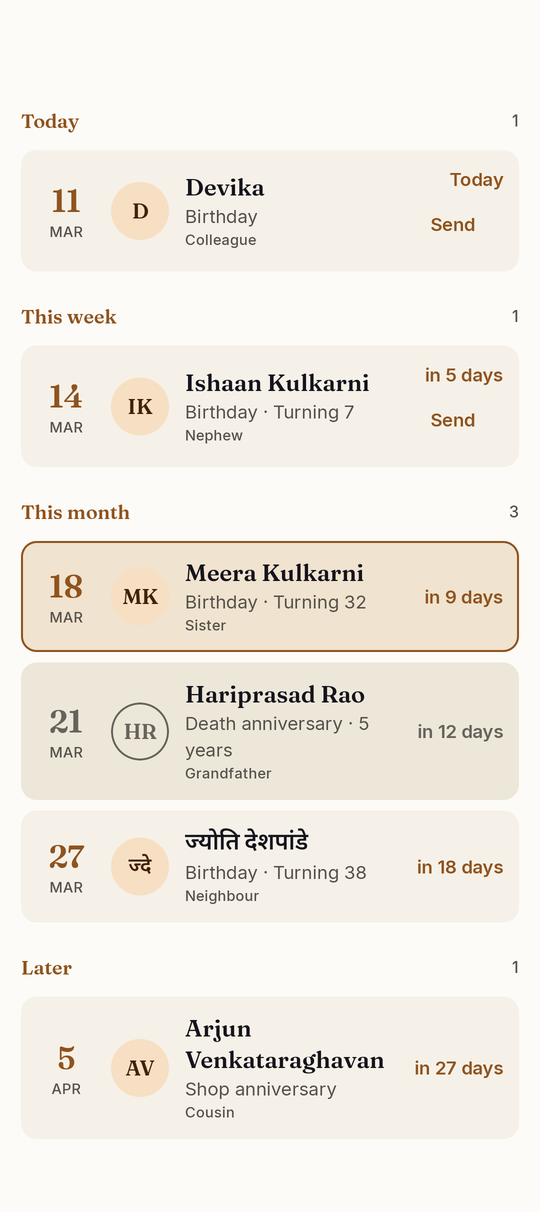 Today
1
11
MAR
D
Devika
Birthday
Colleague
Today
Send
This week
1
14
MAR
IK
Ishaan Kulkarni
Birthday · Turning 7
Nephew
in 5 days
Send
This month
3
18
MAR
MK
Meera Kulkarni
Birthday · Turning 32
Sister
in 9 days
21
MAR
HR
Hariprasad Rao
Death anniversary · 5
years
Grandfather
in 12 days
27
MAR
ज्दे
ज्योति देशपांडे
Birthday · Turning 38
Neighbour
in 18 days
Later
1
5
APR
AV
Arjun
Venkataraghavan
Shop anniversary
Cousin
in 27 days